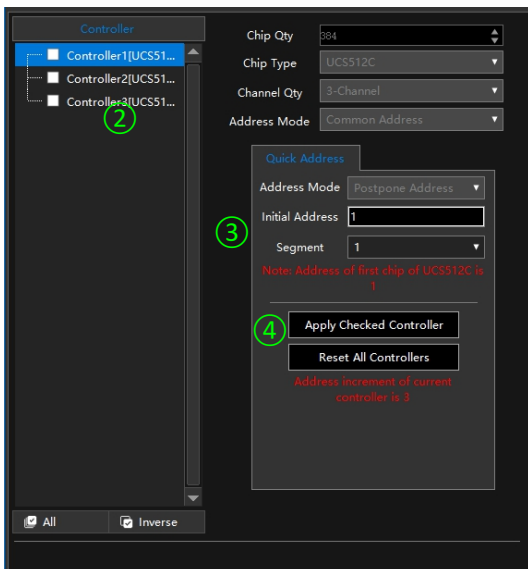 Controller
Controller1[UCS51...
Controller2[UCS51...
Controller3[UCS51...
②
All
Inverse
Chip Qty 384
Chip Type UCS512C
Channel Qty 3-Channel
Address Mode Common Address
Quick Address
Address Mode Postpone Address
③
Initial Address 1
Segment 1
Note: Address of first chip of UCS512C is
1
④
Apply Checked Controller
Reset All Controllers
Address increment of current
controller is 3